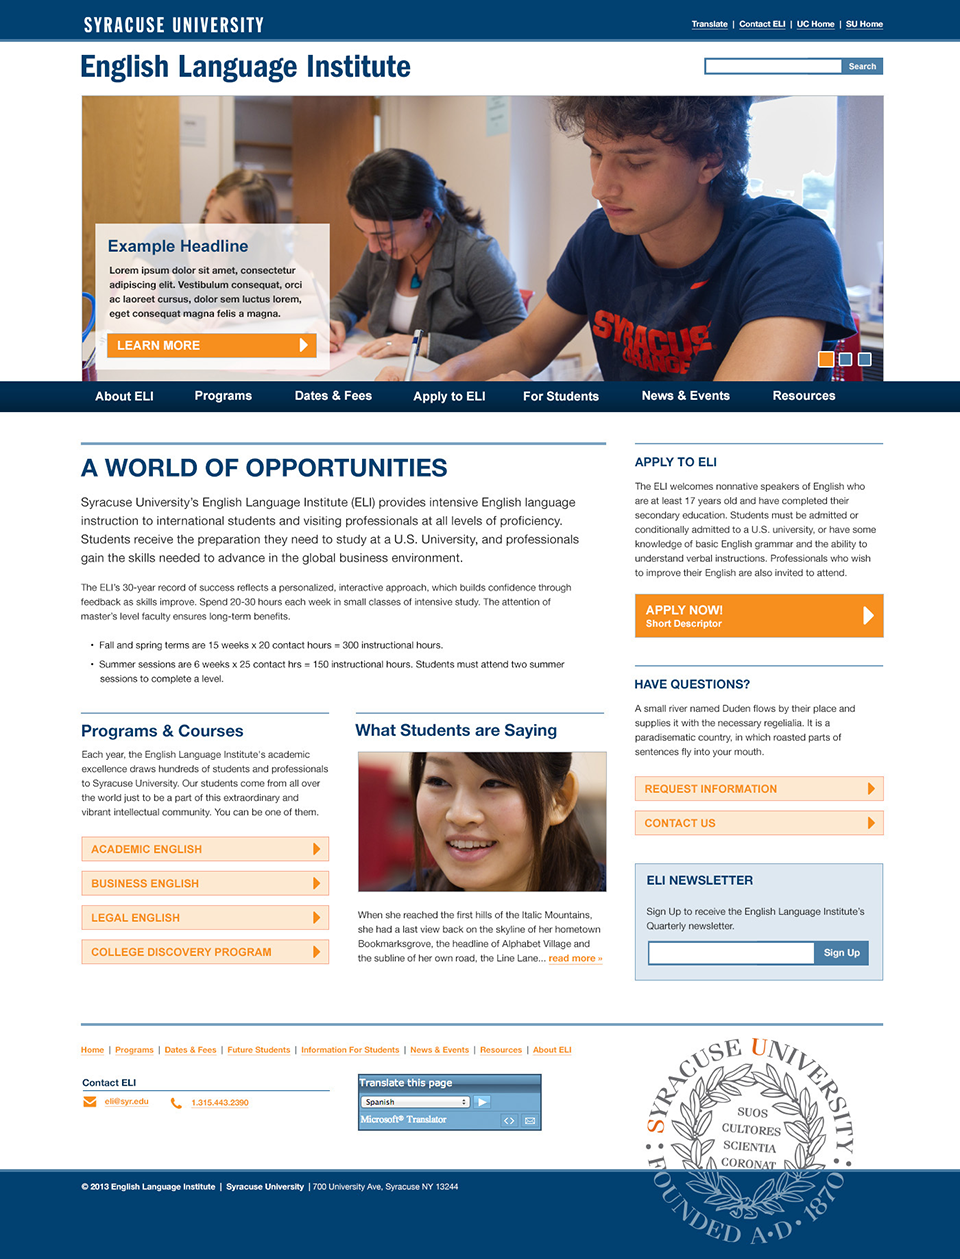 SYRACUSE UNIVERSITY
Translate | Contact ELI | UC Home | SU Home
English Language Institute
Search
Example Headline
Lorem ipsum dolor sit amet, consectetur
adipiscing elit. Vestibulum consequat, orci
ac laoreet cursus, dolor sem luctus lorem,
eget consequat magna felis a magna.
LEARN MORE
SYRACUSE
ORANGE
About ELI Programs Dates & Fees Apply to ELI For Students News & Events Resources
A WORLD OF OPPORTUNITIES
Syracuse University's English Language Institute (ELI) provides intensive English language
instruction to international students and visiting professionals at all levels of proficiency.
Students receive the preparation they need to study at a U.S. University, and professionals
gain the skills needed to advance in the global business environment.
The ELI's 30-year record of success reflects a personalized, interactive approach, which builds confidence through
feedback as skills improve. Spend 20-30 hours each week in small classes of intensive study. The attention of
master's level faculty ensures long-term benefits.
• Fall and spring terms are 15 weeks x 20 contact hours = 300 instructional hours.
• Summer sessions are 6 weeks x 25 contact hrs = 150 instructional hours. Students must attend two summer
sessions to complete a level.
Programs & Courses
Each year, the English Language Institute's academic
excellence draws hundreds of students and professionals
to Syracuse University. Our students come from all over
the world just to be a part of this extraordinary and
vibrant intellectual community. You can be one of them.
ACADEMIC ENGLISH
BUSINESS ENGLISH
LEGAL ENGLISH
COLLEGE DISCOVERY PROGRAM
What Students are Saying
When she reached the first hills of the Italic Mountains,
she had a last view back on the skyline of her hometown
Bookmarksgrove, the headline of Alphabet Village and
the subline of her own road, the Line Lane... read more »
APPLY TO ELI
The ELI welcomes nonnative speakers of English who
are at least 17 years old and have completed their
secondary education. Students must be admitted or
conditionally admitted to a U.S. university, or have some
knowledge of basic English grammar and the ability to
understand verbal instructions. Professionals who wish
to improve their English are also invited to attend.
APPLY NOW!
Short Descriptor
HAVE QUESTIONS?
A small river named Duden flows by their place and
supplies it with the necessary regelialia. It is a
paradisematic country, in which roasted parts of
sentences fly into your mouth.
REQUEST INFORMATION
CONTACT US
ELI NEWSLETTER
Sign Up to receive the English Language Institute's
Quarterly newsletter.
Sign Up
Home | Programs | Dates & Fees | Future Students | Information For Students | News & Events | Resources | About ELI
Contact ELI
eli@syr.edu 1.315.443.2390
Translate this page
Spanish
Microsoft® Translator
SYRACUSE UNIVERSITY
SUOS
CULTORES
SCIENTIA
CORONAT
FOUNDED A·D· 1870
© 2013 English Language Institute | Syracuse University | 700 University Ave, Syracuse NY 13244